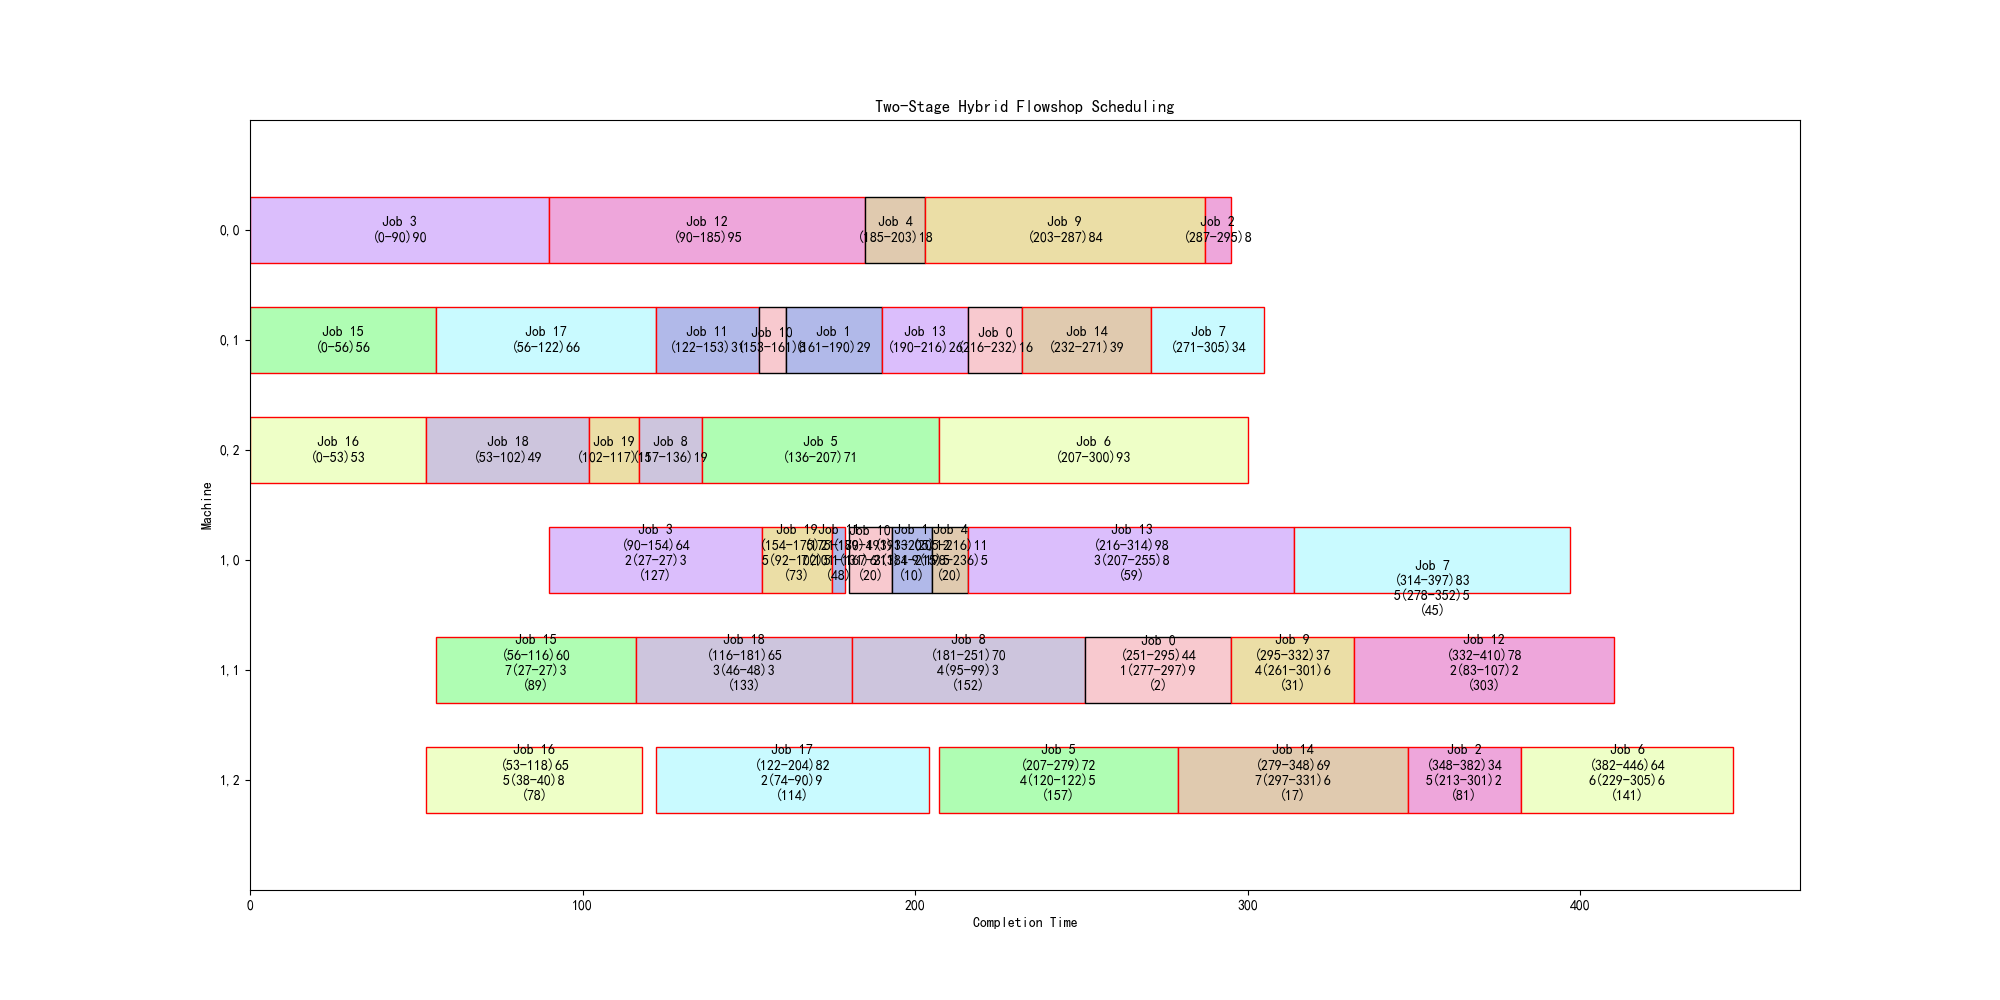 Two-Stage Hybrid Flowshop Scheduling
Machine
0,0
Job 3
(0-90)90
Job 12
(90-185)95
Job 4
(185-203)18
Job 9
(203-287)84
Job 2
(287-295)8
0,1
Job 15
(0-56)56
Job 17
(56-122)66
Job 11
(122-153)31
Job 10
(153-161)8
Job 1
(161-190)29
Job 13
(190-216)26
Job 0
(216-232)16
Job 14
(232-271)39
Job 7
(271-305)34
0,2
Job 16
(0-53)53
Job 18
(53-102)49
Job 19
(102-117)15
Job 8
(117-136)19
Job 5
(136-207)71
Job 6
(207-300)93
1,0
Job 3
(90-154)64
2(27-27)3
(127)
Job 19
(73)
Job 11
(48)
Job 10
(20)
Job 1
(10)
Job 4
(20)
Job 13
(216-314)98
3(207-255)8
(59)
Job 7
(314-397)83
5(278-352)5
(45)
1,1
Job 15
(56-116)60
7(27-27)3
(89)
Job 18
(116-181)65
3(46-48)3
(133)
Job 8
(181-251)70
4(95-99)3
(152)
Job 0
(251-295)44
1(277-297)9
(2)
Job 9
(295-332)37
4(261-301)6
(31)
Job 12
(332-410)78
2(83-107)2
(303)
1,2
Job 16
(53-118)65
5(38-40)8
(78)
Job 17
(122-204)82
2(74-90)9
(114)
Job 5
(207-279)72
4(120-122)5
(157)
Job 14
(279-348)69
7(297-331)6
(17)
Job 2
(348-382)34
5(213-301)2
(81)
Job 6
(382-446)64
6(229-305)6
(141)
0
100
200
300
400
Completion Time